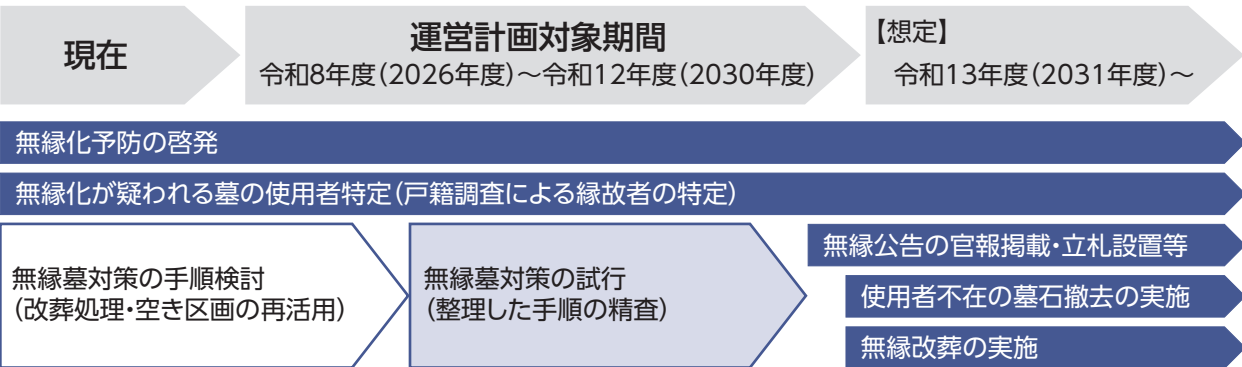 現在
運営計画対象期間
令和8年度(2026年度)～令和12年度(2030年度)
【想定】
令和13年度(2031年度)～
無縁化予防の啓発
無縁化が疑われる墓の使用者特定(戸籍調査による縁故者の特定)
無縁墓対策の手順検討
(改葬処理・空き区画の再活用)
無縁墓対策の試行
(整理した手順の精査)
無縁公告の官報掲載・立札設置等
使用者不在の墓石撤去の実施
無縁改葬の実施